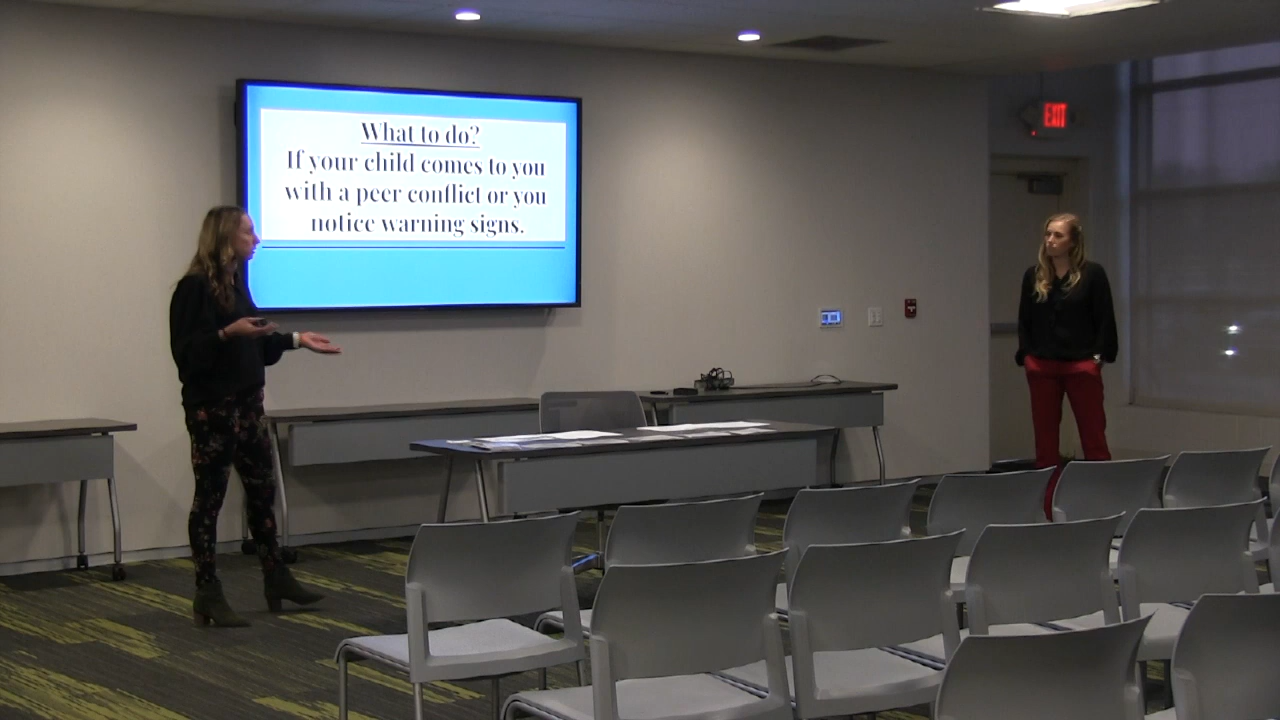 What to do?
If your child comes to you
with a peer conflict or you
notice warning signs.
EXIT